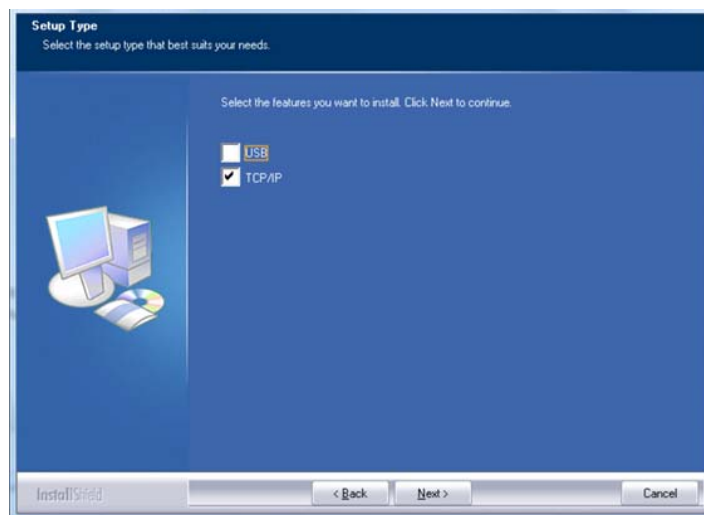 Setup Type
Select the setup type that best suits your needs.
Select the features you want to install. Click Next to continue.
USB
TCP/IP
InstallShield
< Back
Next >
Cancel